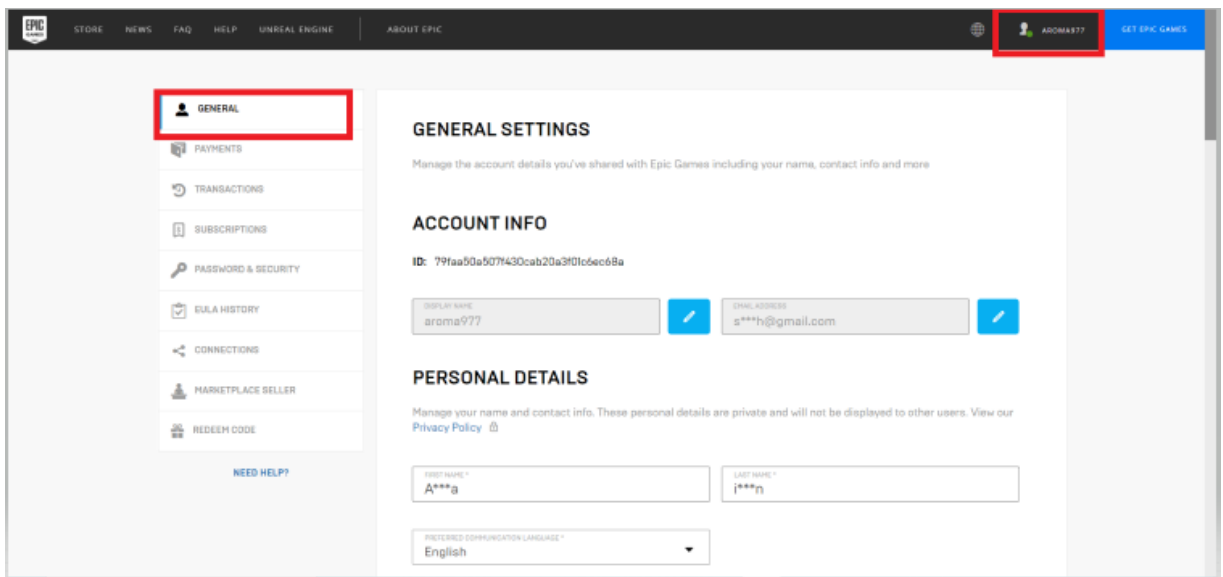 EPIC GAMES
STORE NEWS FAQ HELP UNREAL ENGINE ABOUT EPIC AROMA977 GET EPIC GAMES
GENERAL
PAYMENTS
TRANSACTIONS
SUBSCRIPTIONS
PASSWORD & SECURITY
EULA HISTORY
CONNECTIONS
MARKETPLACE SELLER
REDEEM CODE
NEED HELP?
GENERAL SETTINGS
Manage the account details you've shared with Epic Games including your name, contact info and more
ACCOUNT INFO
ID: 79faa50a507f430cab20a3f01c6ec68a
DISPLAY NAME
aroma977
EMAIL ADDRESS
s***h@gmail.com
PERSONAL DETAILS
Manage your name and contact info. These personal details are private and will not be displayed to other users. View our
Privacy Policy
FIRST NAME *
A***a
LAST NAME *
i***n
PREFERRED COMMUNICATION LANGUAGE *
English